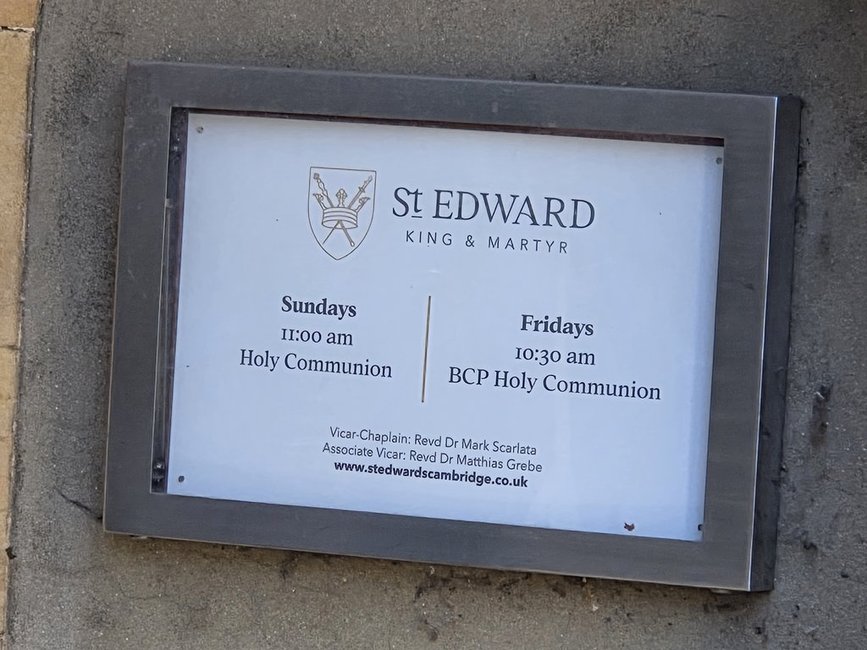 St EDWARD
KING & MARTYR
Sundays
11:00 am
Holy Communion
Fridays
10:30 am
BCP Holy Communion
Vicar-Chaplain: Revd Dr Mark Scarlata
Associate Vicar: Revd Dr Matthias Grebe
www.stedwardscambridge.co.uk